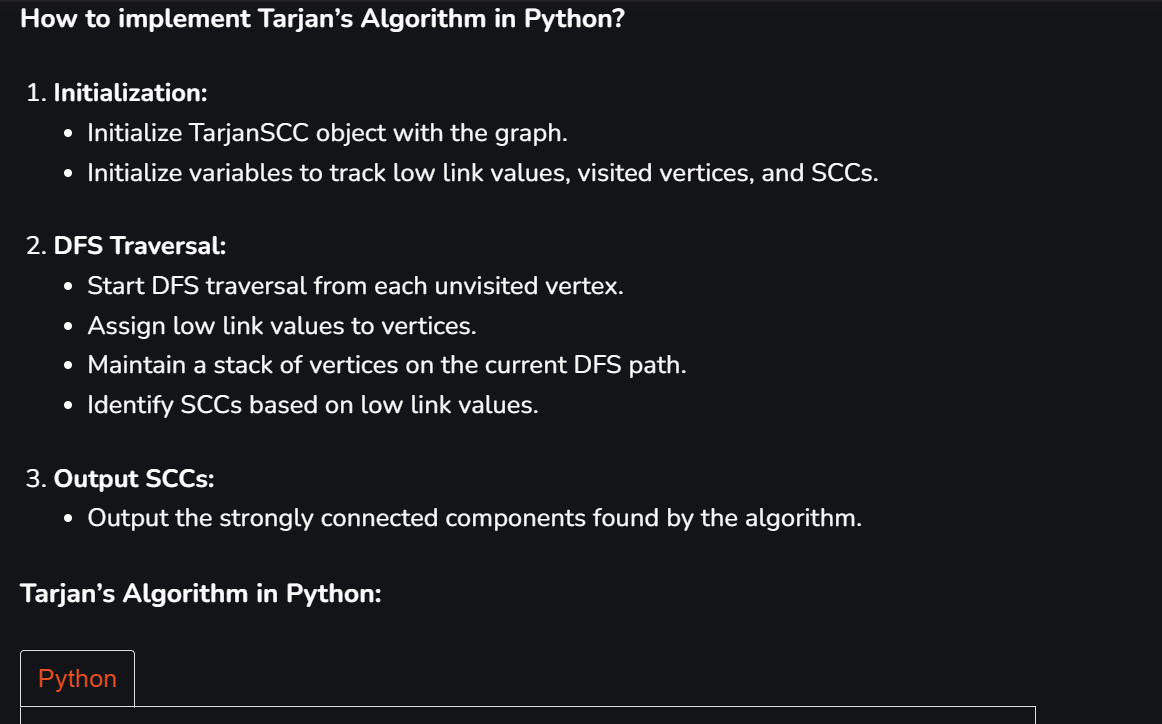 How to implement Tarjan’s Algorithm in Python?
1. Initialization:
• Initialize TarjanSCC object with the graph.
• Initialize variables to track low link values, visited vertices, and SCCs.
2. DFS Traversal:
• Start DFS traversal from each unvisited vertex.
• Assign low link values to vertices.
• Maintain a stack of vertices on the current DFS path.
• Identify SCCs based on low link values.
3. Output SCCs:
• Output the strongly connected components found by the algorithm.
Tarjan’s Algorithm in Python:
Python